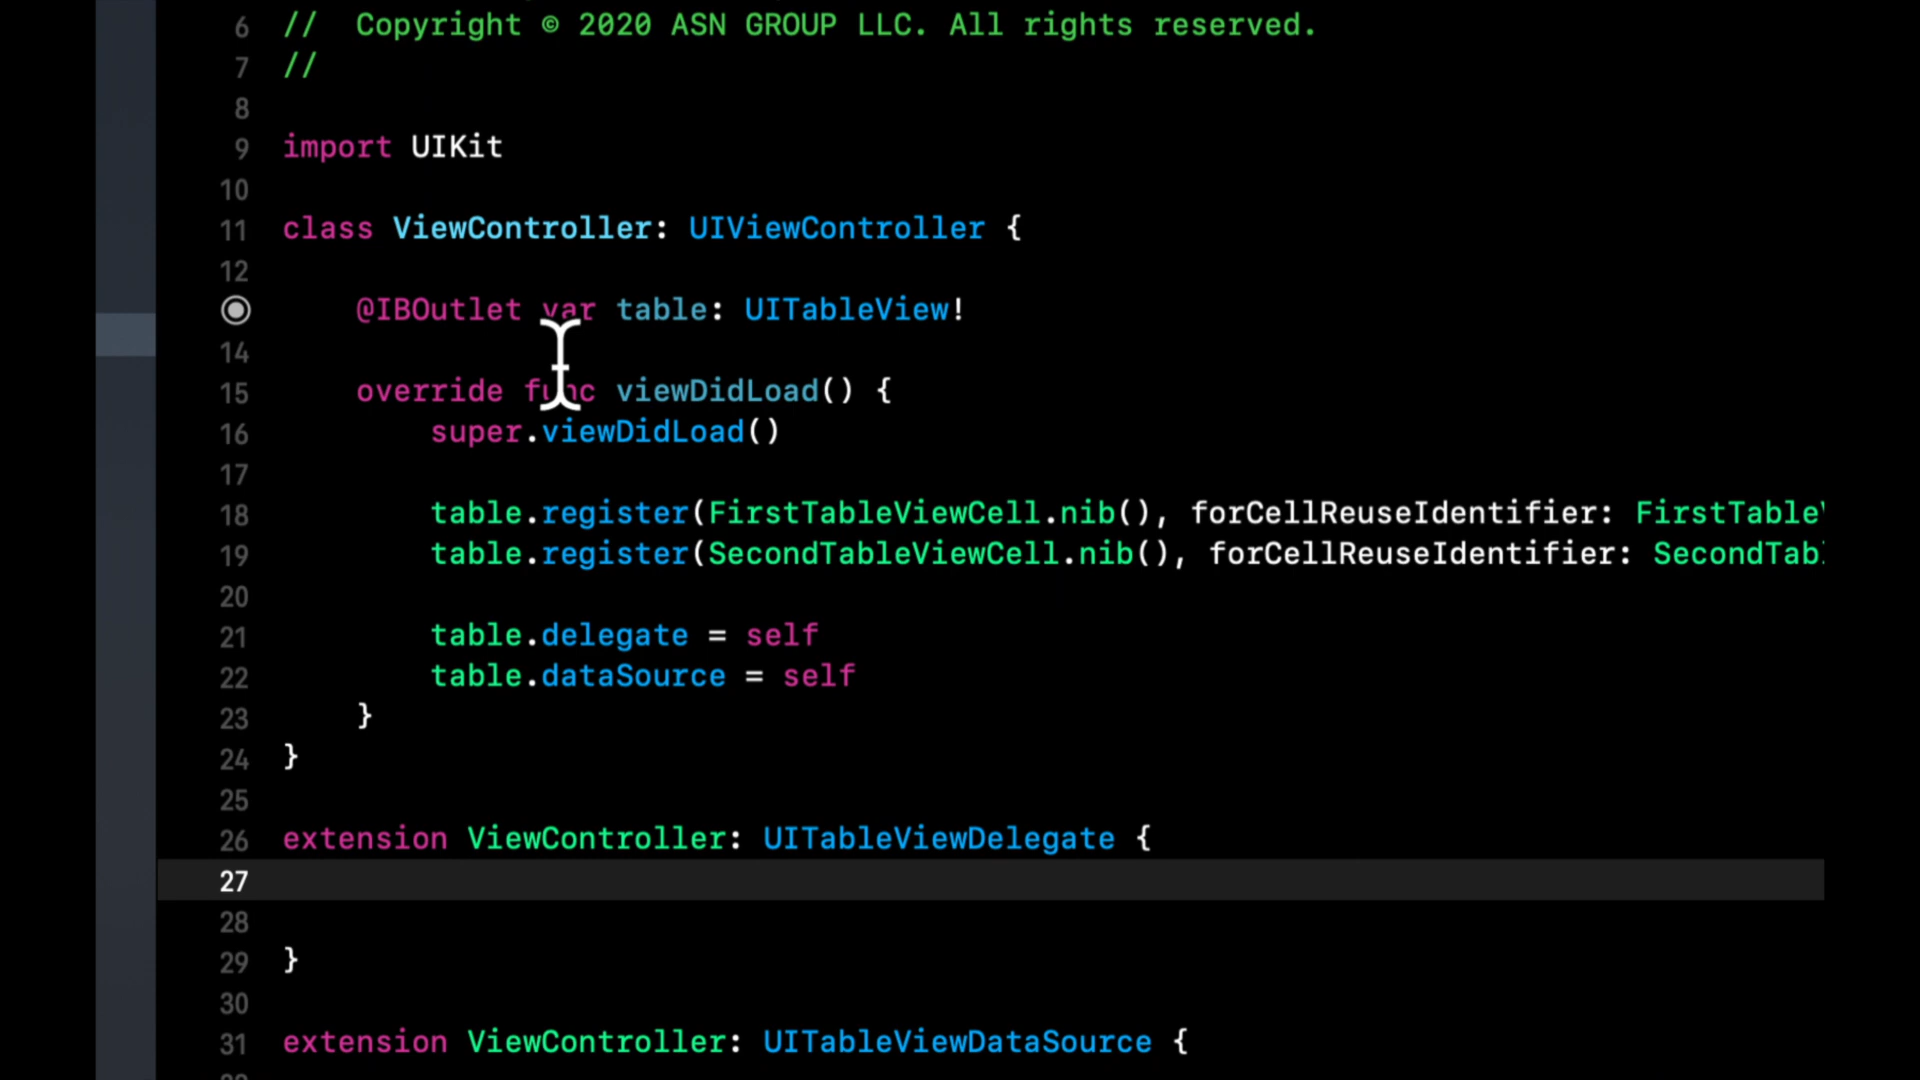 6 // Copyright © 2020 ASN GROUP LLC. All rights reserved.
7 //
8
9 import UIKit
10
11 class ViewController: UIViewController {
12
@IBOutlet var table: UITableView!
14
15 override func viewDidLoad() {
16 super.viewDidLoad()
17
18 table.register(FirstTableViewCell.nib(), forCellReuseIdentifier: FirstTable
19 table.register(SecondTableViewCell.nib(), forCellReuseIdentifier: SecondTab
20
21 table.delegate = self
22 table.dataSource = self
23 }
24 }
25
26 extension ViewController: UITableViewDelegate {
27
28
29 }
30
31 extension ViewController: UITableViewDataSource {